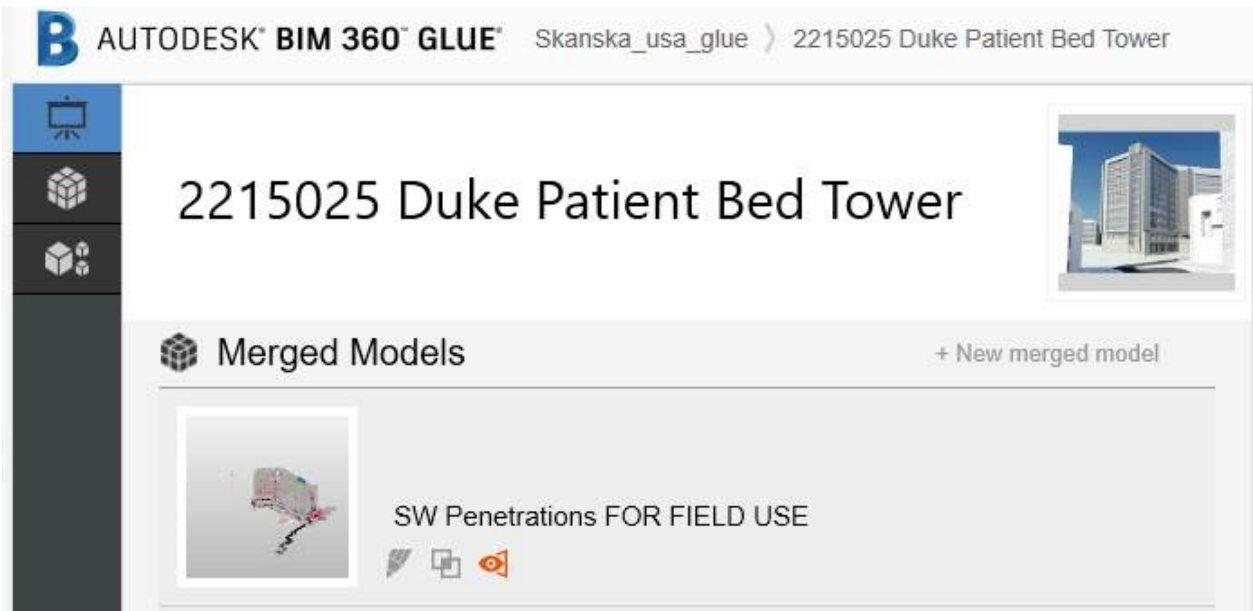 AUTODESK® BIM 360™ GLUE® Skanska_usa_glue 〉 2215025 Duke Patient Bed Tower
2215025 Duke Patient Bed Tower
Merged Models + New merged model
SW Penetrations FOR FIELD USE